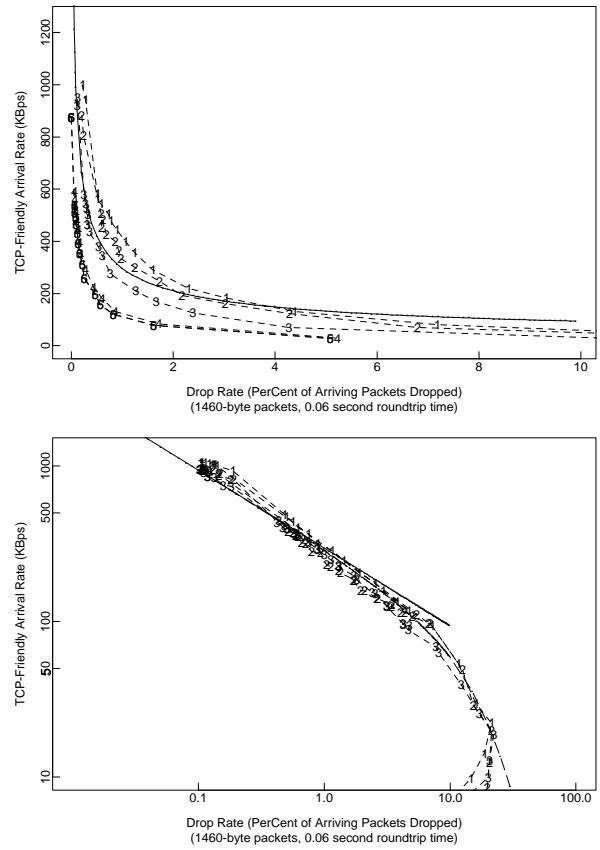 1200
1000
800
600
400
200
0
TCP-Friendly Arrival Rate (KBps)
0 2 4 6 8 10
Drop Rate (PerCent of Arriving Packets Dropped)
(1460-byte packets, 0.06 second roundtrip time)
1000
500
100
50
10
TCP-Friendly Arrival Rate (KBps)
0.1 1.0 10.0 100.0
Drop Rate (PerCent of Arriving Packets Dropped)
(1460-byte packets, 0.06 second roundtrip time)